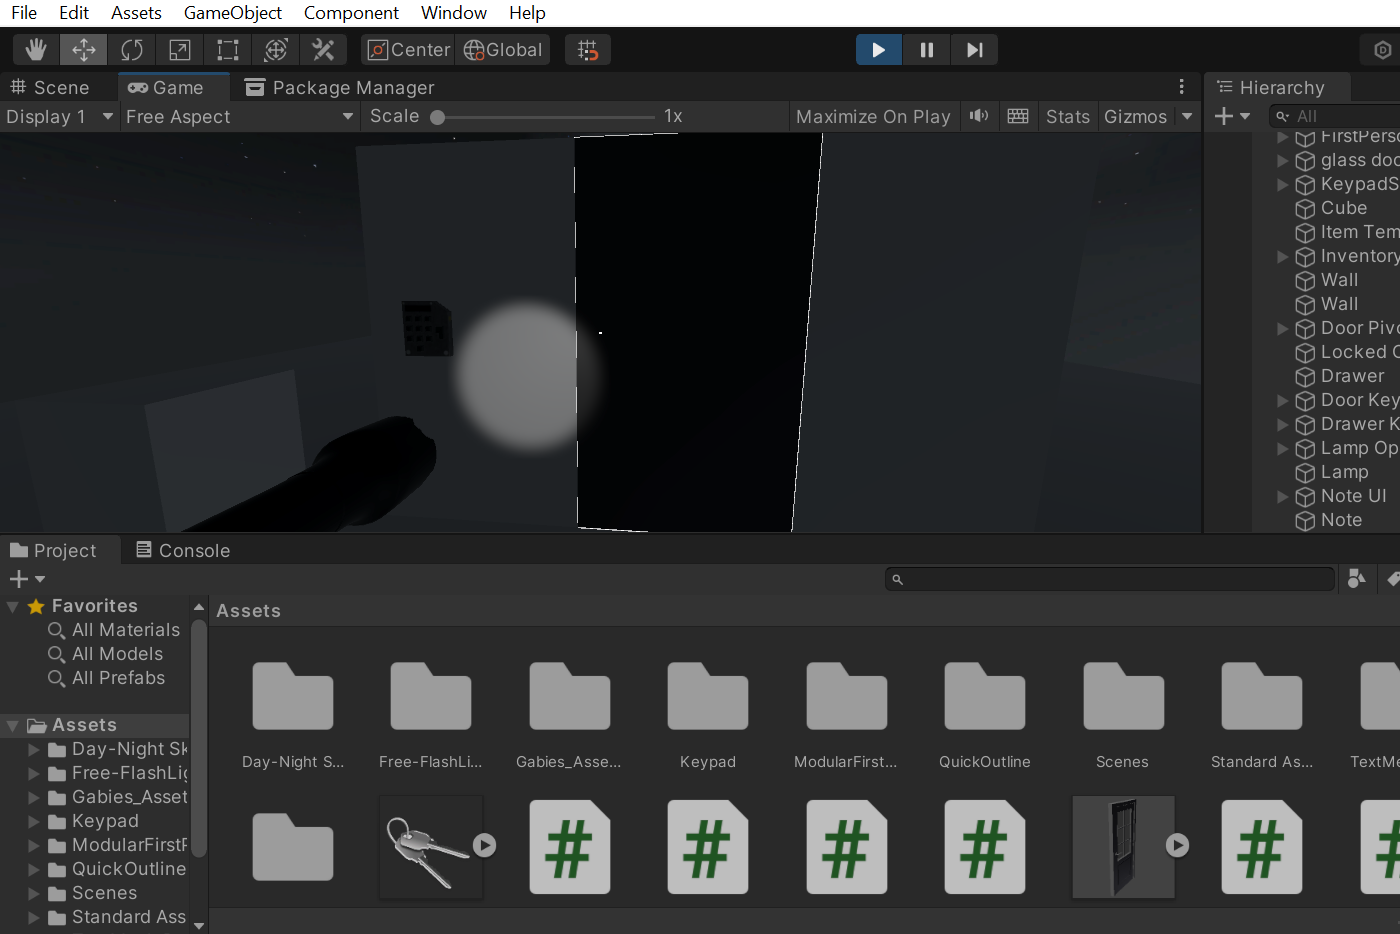 File Edit Assets GameObject Component Window Help
Center Global
Scene Game Package Manager
Hierarchy
Display 1 Free Aspect Scale 1x Maximize On Play Stats Gizmos
All
FirstPerso
glass doo
KeypadS
Cube
Item Tem
Inventory
Wall
Wall
Door Pivo
Locked C
Drawer
Door Key
Drawer K
Lamp Op
Lamp
Note UI
Note
Project Console
Favorites
All Materials
All Models
All Prefabs
Assets
Day-Night Sk
Free-FlashLig
Gabies_Asset
Keypad
ModularFirstP
QuickOutline
Scenes
Standard Ass
Assets
Day-Night S... Free-FlashLi... Gabies_Asse... Keypad ModularFirst... QuickOutline Scenes Standard As... TextMe
# # # # #